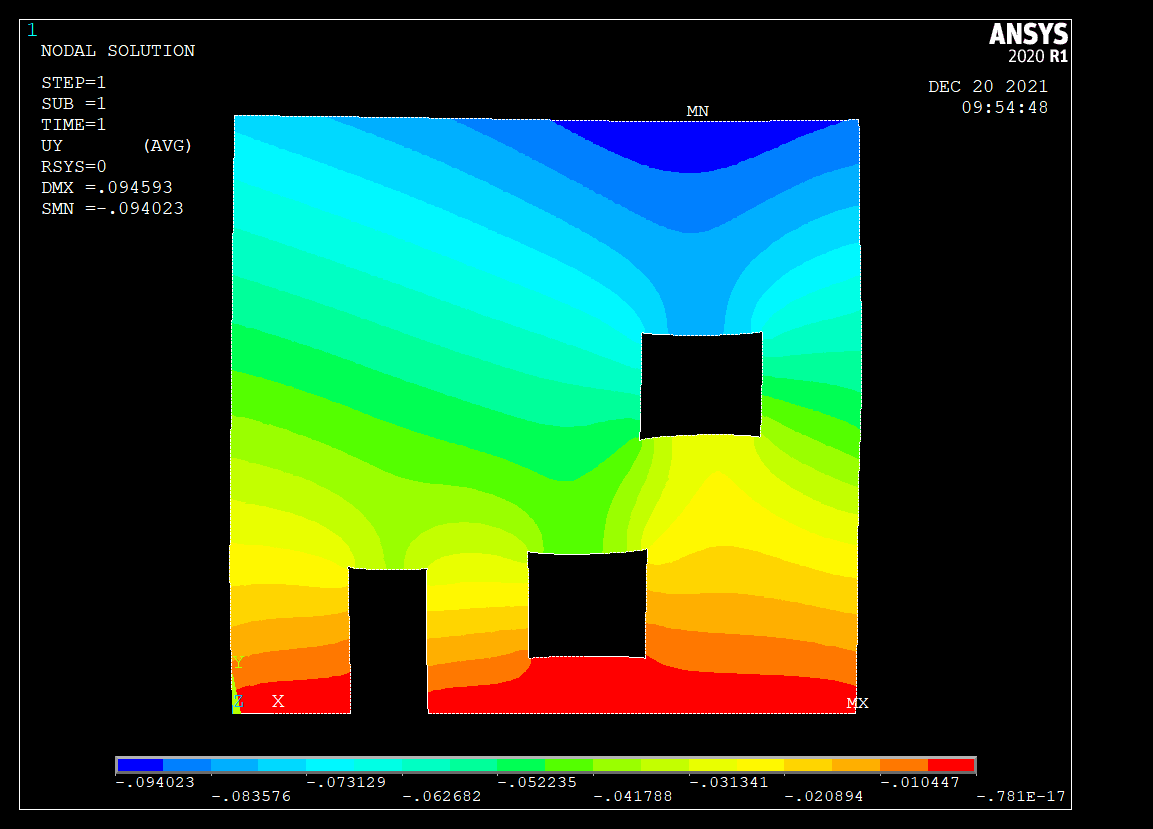 1
NODAL SOLUTION
STEP=1
SUB =1
TIME=1
UY (AVG)
RSYS=0
DMX =.094593
SMN =-.094023
ANSYS
2020 R1
DEC 20 2021
09:54:48
MN
Y
Z X
MX
-.094023 -.073129 -.052235 -.031341 -.010447
-.083576 -.062682 -.041788 -.020894 -.781E-17